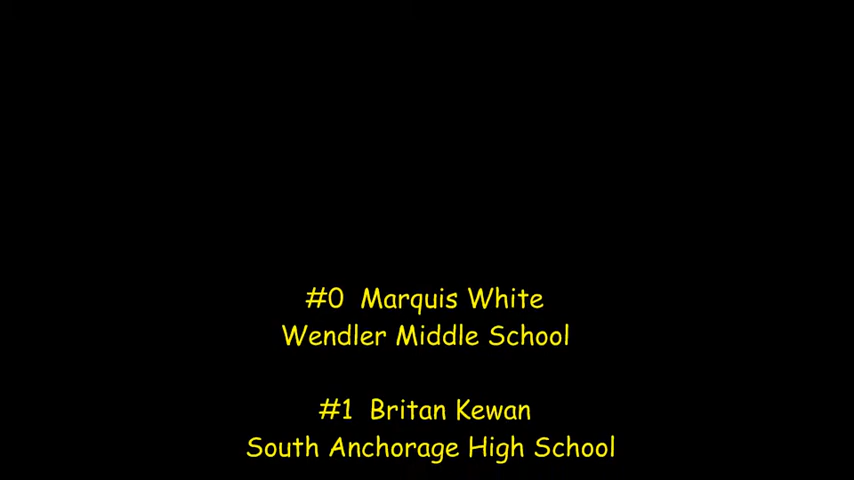 #0 Marquis White
Wendler Middle School
#1 Britan Kewan
South Anchorage High School